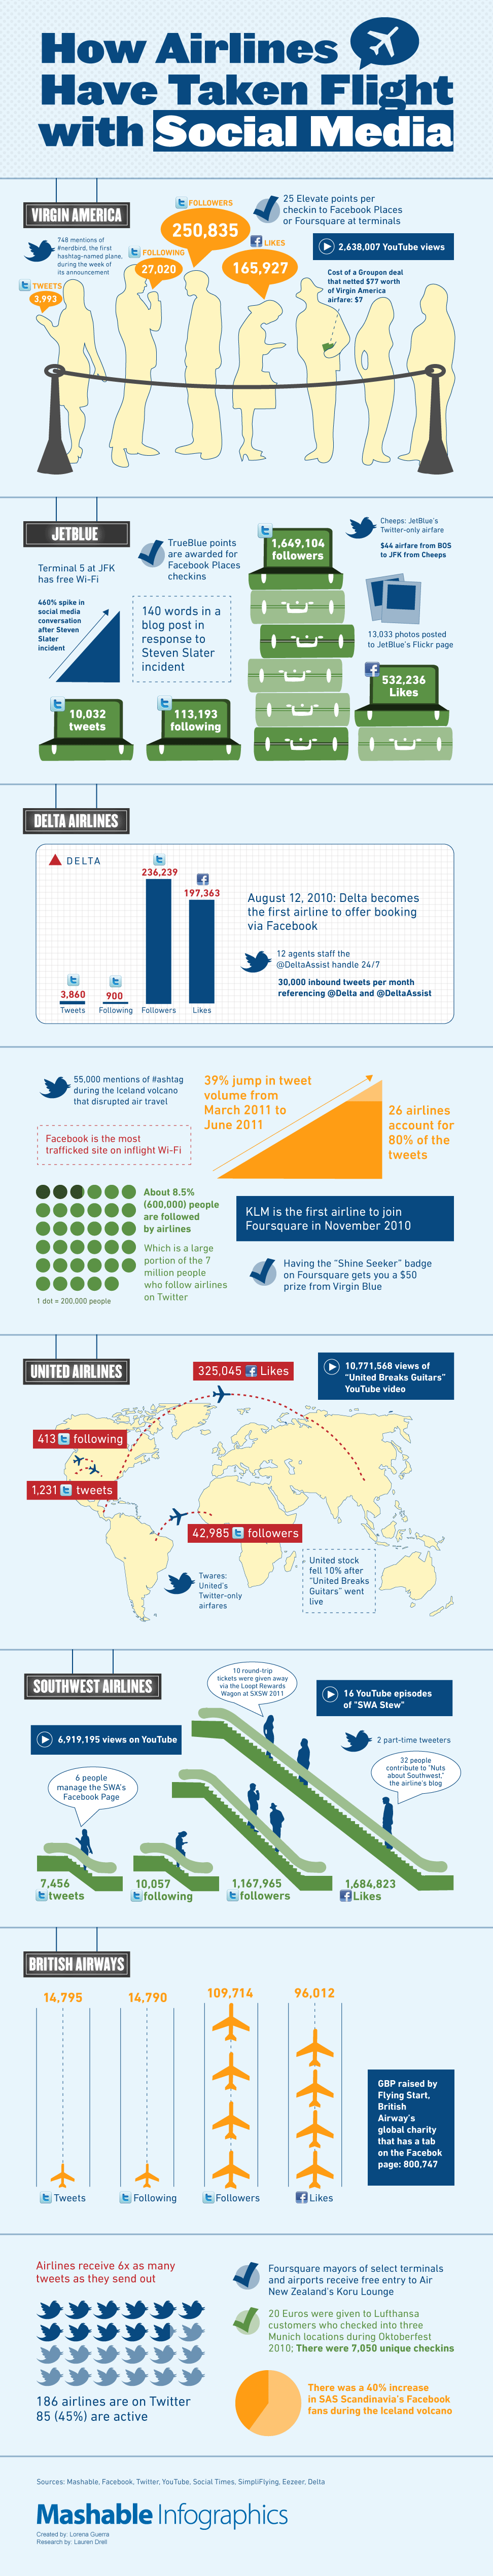 How Airlines
Have Taken Flight
with Social Media
VIRGIN AMERICA
748 mentions of
#nerdbird, the first
hashtag-named plane,
during the week of
its announcement
TWEETS
3,993
FOLLOWING
27,020
FOLLOWERS
250,835
LIKES
165,927
25 Elevate points per
checkin to Facebook Places
or Foursquare at terminals
2,638,007 YouTube views
Cost of a Groupon deal
that netted $77 worth
of Virgin America
airfare: $7
JETBLUE
Terminal 5 at JFK
has free Wi-Fi
TrueBlue points
are awarded for
Facebook Places
checkins
460% spike in
social media
conversation
after Steven
Slater
incident
140 words in a
blog post in
response to
Steven Slater
incident
10,032
tweets
113,193
following
1,649,104
followers
Cheeps: JetBlue's
Twitter-only airfare
$44 airfare from BOS
to JFK from Cheeps
13,033 photos posted
to JetBlue's Flickr page
532,236
Likes
DELTA AIRLINES
DELTA
3,860
Tweets
900
Following
236,239
Followers
197,363
Likes
August 12, 2010: Delta becomes
the first airline to offer booking
via Facebook
12 agents staff the
@DeltaAssist handle 24/7
30,000 inbound tweets per month
referencing @Delta and @DeltaAssist
55,000 mentions of #ashtag
during the Iceland volcano
that disrupted air travel
Facebook is the most
trafficked site on inflight Wi-Fi
39% jump in tweet
volume from
March 2011 to
June 2011
26 airlines
account for
80% of the
tweets
About 8.5%
(600,000) people
are followed
by airlines
Which is a large
portion of the 7
million people
who follow airlines
on Twitter
1 dot = 200,000 people
KLM is the first airline to join
Foursquare in November 2010
Having the "Shine Seeker" badge
on Foursquare gets you a $50
prize from Virgin Blue
UNITED AIRLINES
325,045 Likes
10,771,568 views of
"United Breaks Guitars"
YouTube video
413 following
1,231 tweets
42,985 followers
Twares:
United's
Twitter-only
airfares
United stock
fell 10% after
"United Breaks
Guitars" went
live
SOUTHWEST AIRLINES
10 round-trip
tickets were given away
via the Loopt Rewards
Wagon at SXSW 2011
16 YouTube episodes
of "SWA Stew"
6,919,195 views on YouTube
2 part-time tweeters
6 people
manage the SWA's
Facebook Page
32 people
contribute to "Nuts
about Southwest,"
the airline's blog
7,456
tweets
10,057
following
1,167,965
followers
1,684,823
Likes
BRITISH AIRWAYS
14,795
Tweets
14,790
Following
109,714
Followers
96,012
Likes
GBP raised by
Flying Start,
British
Airway's
global charity
that has a tab
on the Facebok
page: 800,747
Airlines receive 6x as many
tweets as they send out
186 airlines are on Twitter
85 (45%) are active
Foursquare mayors of select terminals
and airports receive free entry to Air
New Zealand's Koru Lounge
20 Euros were given to Lufthansa
customers who checked into three
Munich locations during Oktoberfest
2010; There were 7,050 unique checkins
There was a 40% increase
in SAS Scandinavia's Facebook
fans during the Iceland volcano
Sources: Mashable, Facebook, Twitter, YouTube, Social Times, SimpliFlying, Eezeer, Delta
Mashable Infographics
Created by: Lorena Guerra
Research by: Lauren Drell